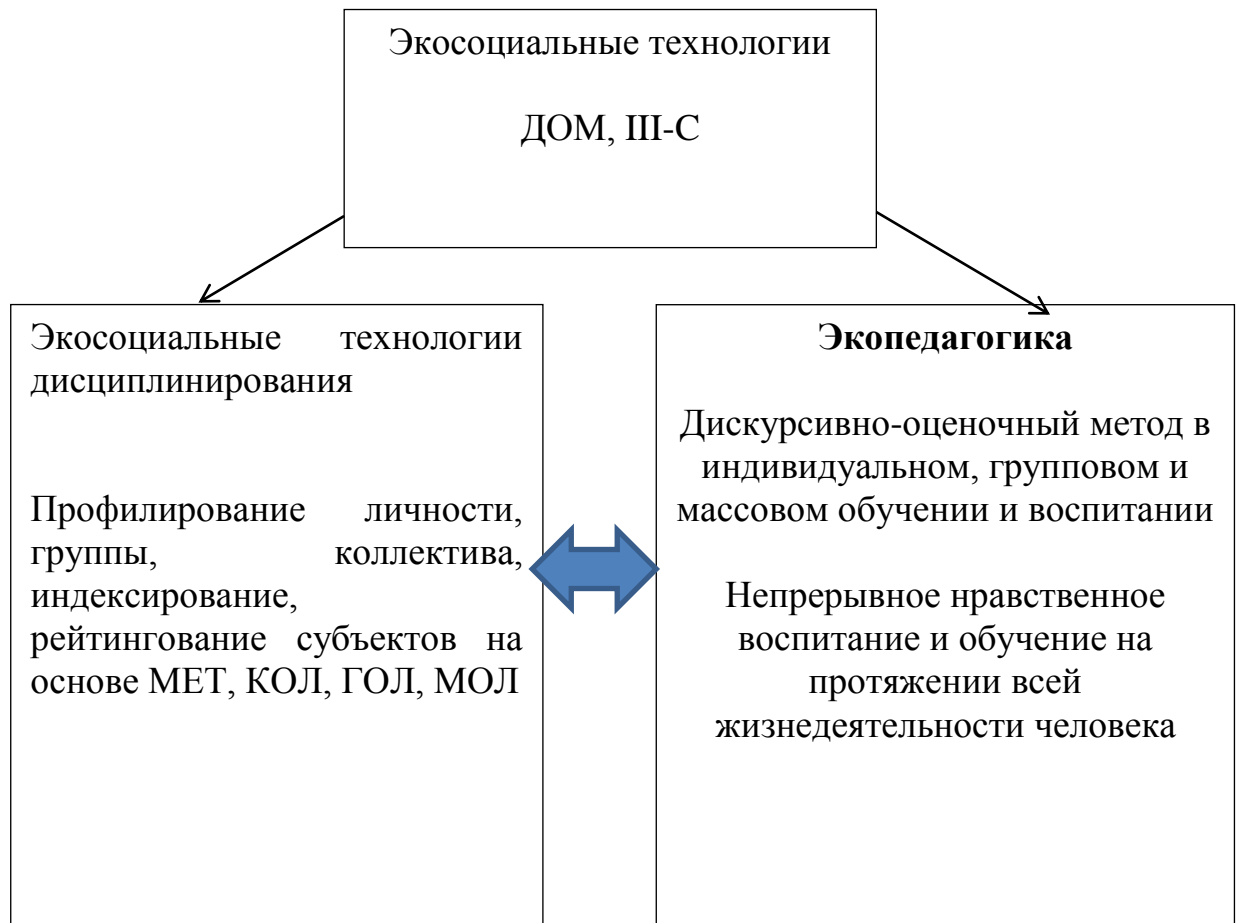 Экосоциальные технологии
ДОМ, III-С
Экосоциальные технологии
дисциплинирования
Профилирование личности,
группы, коллектива,
индексирование,
рейтингование субъектов на
основе МЕТ, КОЛ, ГОЛ, МОЛ
Экопедагогика
Дискурсивно-оценочный метод в
индивидуальном, групповом и
массовом обучении и воспитании
Непрерывное нравственное
воспитание и обучение на
протяжении всей
жизнедеятельности человека